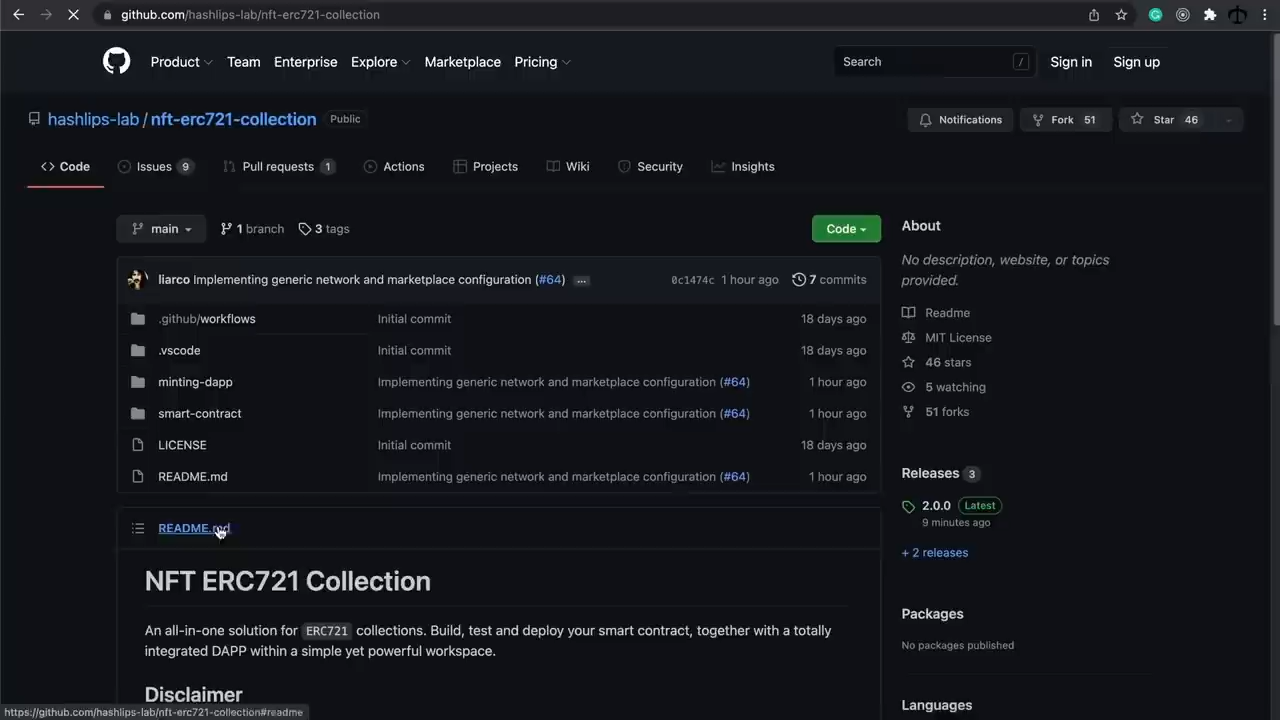 github.com/hashlips-lab/nft-erc721-collection
Product Team Enterprise Explore Marketplace Pricing Search / Sign in Sign up
hashlips-lab / nft-erc721-collection Public Notifications Fork 51 Star 46
Code Issues 9 Pull requests 1 Actions Projects Wiki Security Insights
main 1 branch 3 tags Code
liarco Implementing generic network and marketplace configuration (#64) ... 0c1474c 1 hour ago 7 commits
.github/workflows Initial commit 18 days ago
.vscode Initial commit 18 days ago
minting-dapp Implementing generic network and marketplace configuration (#64) 1 hour ago
smart-contract Implementing generic network and marketplace configuration (#64) 1 hour ago
LICENSE Initial commit 18 days ago
README.md Implementing generic network and marketplace configuration (#64) 1 hour ago
README.md
NFT ERC721 Collection
An all-in-one solution for ERC721 collections. Build, test and deploy your smart contract, together with a totally
integrated DAPP within a simple yet powerful workspace.
Disclaimer
About
No description, website, or topics
provided.
Readme
MIT License
46 stars
5 watching
51 forks
Releases 3
2.0.0 Latest
9 minutes ago
+ 2 releases
Packages
No packages published
Languages
https://github.com/hashlips-lab/nft-erc721-collection#readme